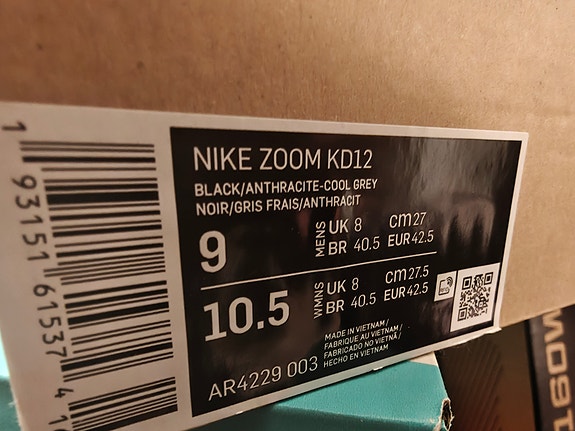 NIKE ZOOM KD12
BLACK/ANTHRACITE-COOL GREY
NOIR/GRIS FRAIS/ANTHRACIT
9 MENS UK 8 CM 27
BR 40.5 EUR 42.5
10.5 WMNS UK 8 CM 27.5
BR 40.5 EUR 42.5
MADE IN VIETNAM /
FABRIQUE AU VIETNAM /
FABRICADO NO VIETNÃ /
HECHO EN VIETNAM
AR4229 003
1 93151 61537 4